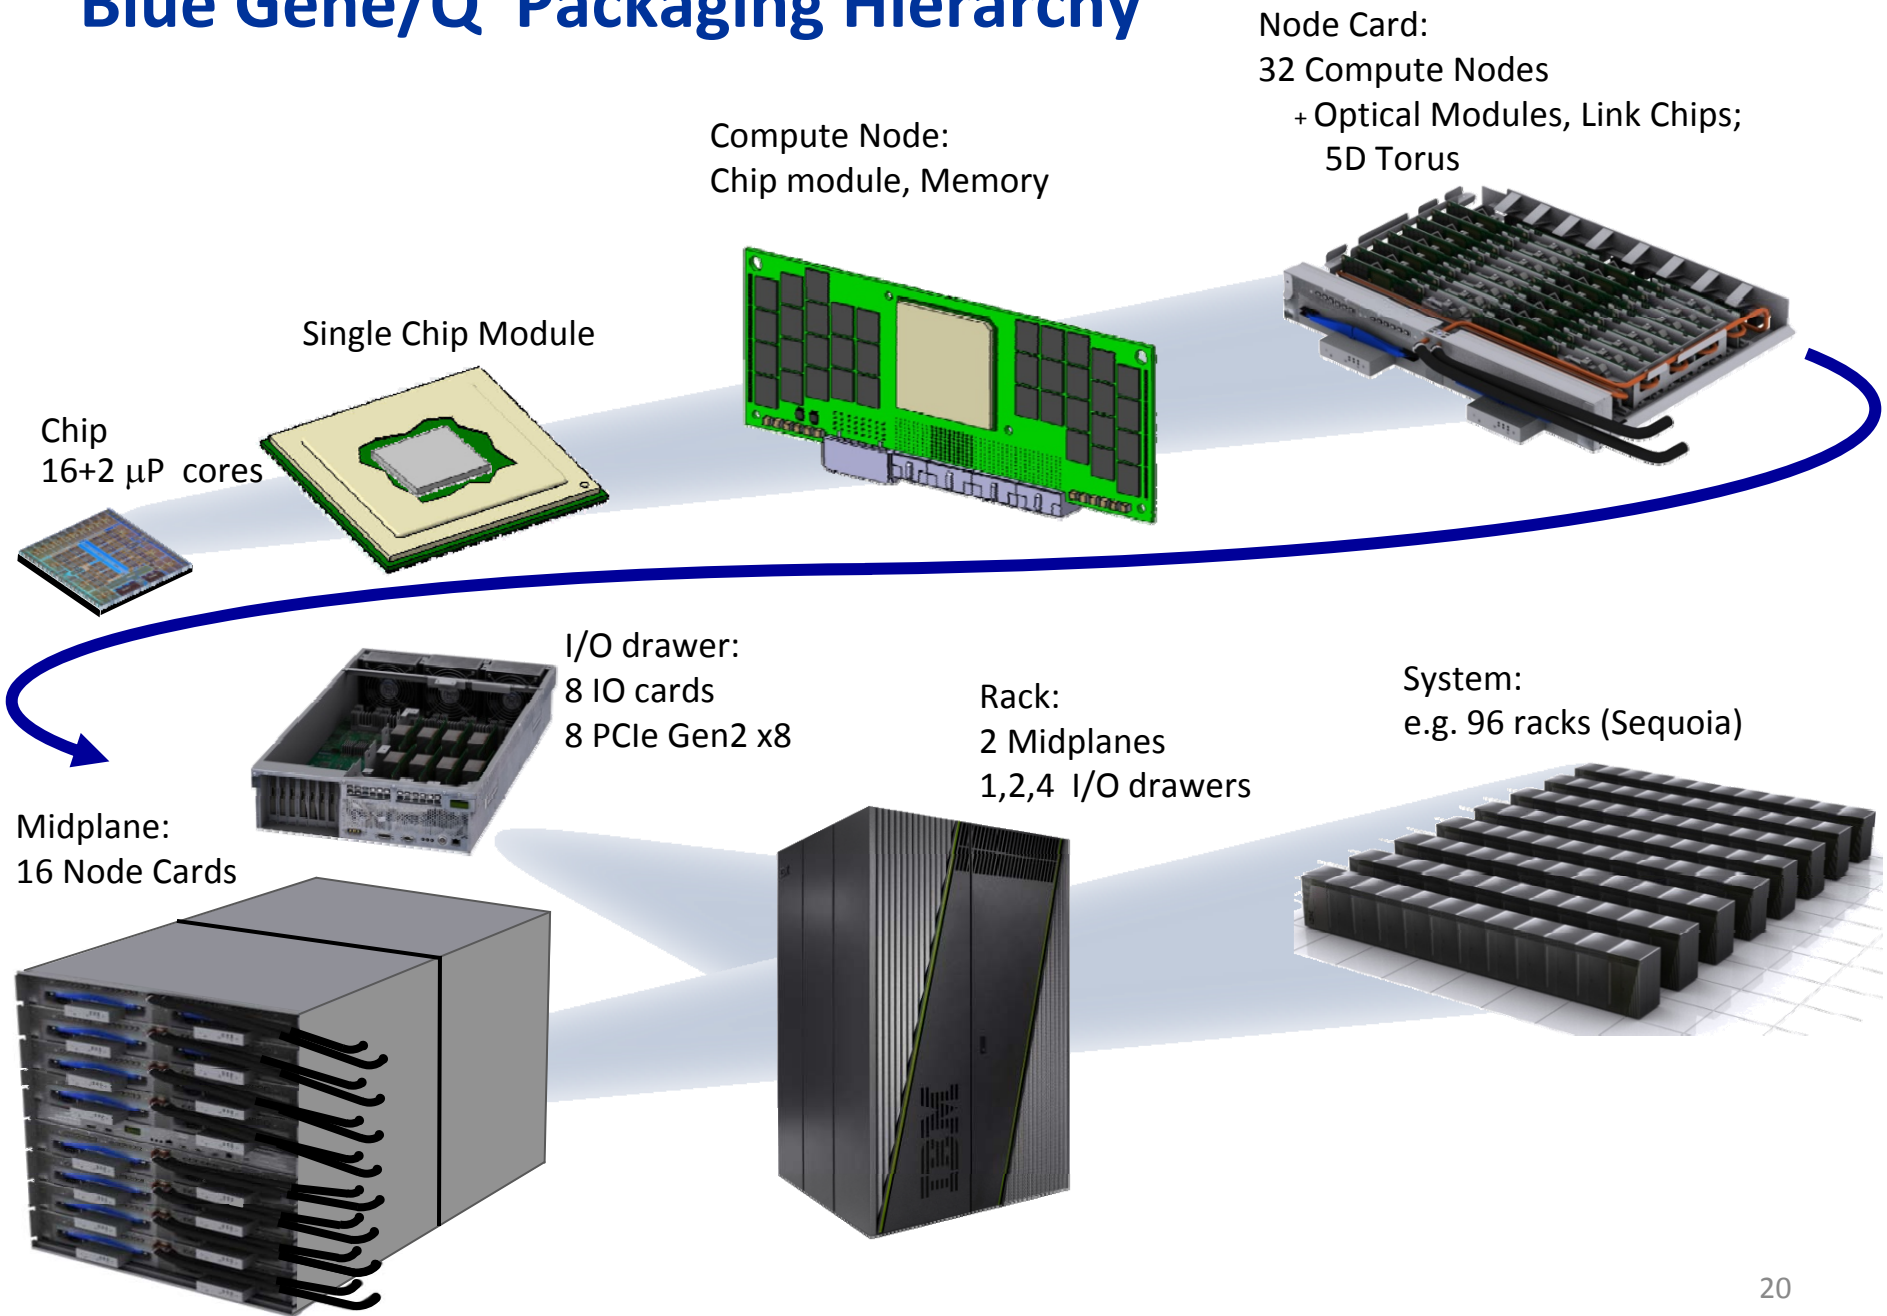 Blue Gene/Q Packaging Hierarchy
Node Card:
32 Compute Nodes
+ Optical Modules, Link Chips;
5D Torus
Compute Node:
Chip module, Memory
Single Chip Module
Chip
16+2 μP cores
I/O drawer:
8 IO cards
8 PCIe Gen2 x8
Rack:
2 Midplanes
1,2,4 I/O drawers
System:
e.g. 96 racks (Sequoia)
Midplane:
16 Node Cards
IBM
20